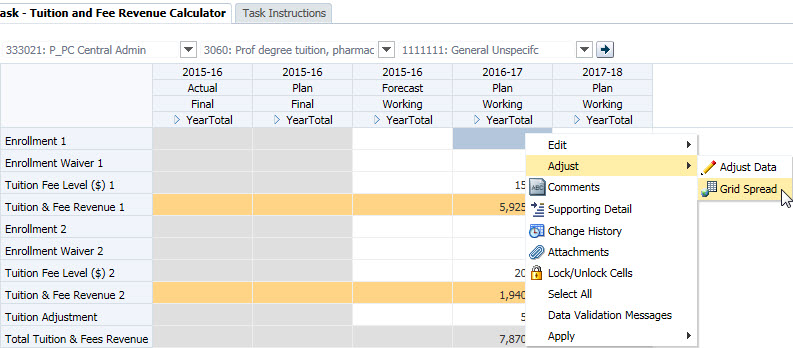 ask - Tuition and Fee Revenue Calculator Task Instructions
333021: P_PC Central Admin 3060: Prof degree tuition, pharmac 1111111: General Unspecifc
2015-16 2015-16 2015-16 2016-17 2017-18
Actual Plan Forecast Plan Plan
Final Final Working Working Working
YearTotal YearTotal YearTotal YearTotal YearTotal
Enrollment 1
Enrollment Waiver 1
Tuition Fee Level ($) 1 15
Tuition & Fee Revenue 1 5,925
Enrollment 2
Enrollment Waiver 2
Tuition Fee Level ($) 2 20
Tuition & Fee Revenue 2 1,940
Tuition Adjustment 5
Total Tuition & Fees Revenue 7,870
Edit
Adjust
ABC Comments
Supporting Detail
Change History
Attachments
Lock/Unlock Cells
Select All
Data Validation Messages
Apply
Adjust Data
Grid Spread